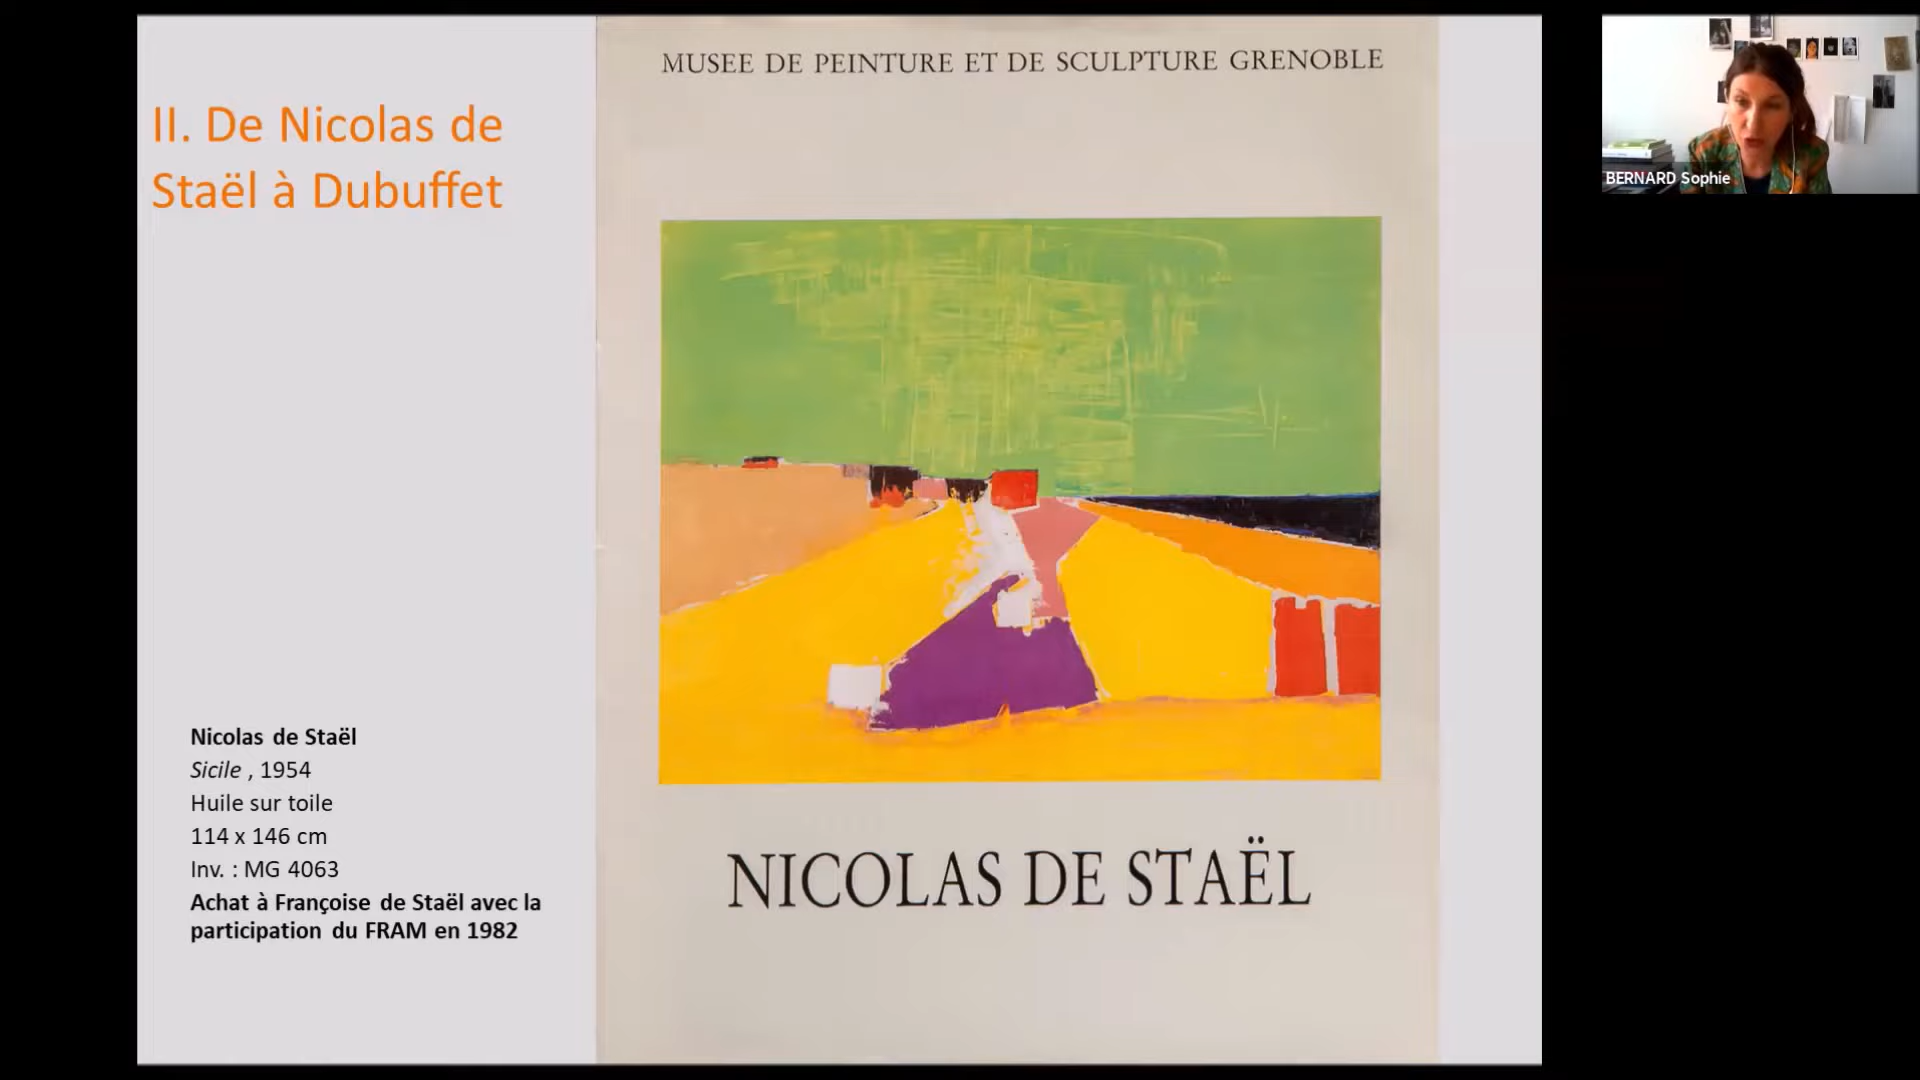 II. De Nicolas de
Staël à Dubuffet
Nicolas de Staël
Sicile , 1954
Huile sur toile
114 x 146 cm
Inv. : MG 4063
Achat à Françoise de Staël avec la
participation du FRAM en 1982
MUSEE DE PEINTURE ET DE SCULPTURE GRENOBLE
NICOLAS DE STAËL
BERNARD Sophie